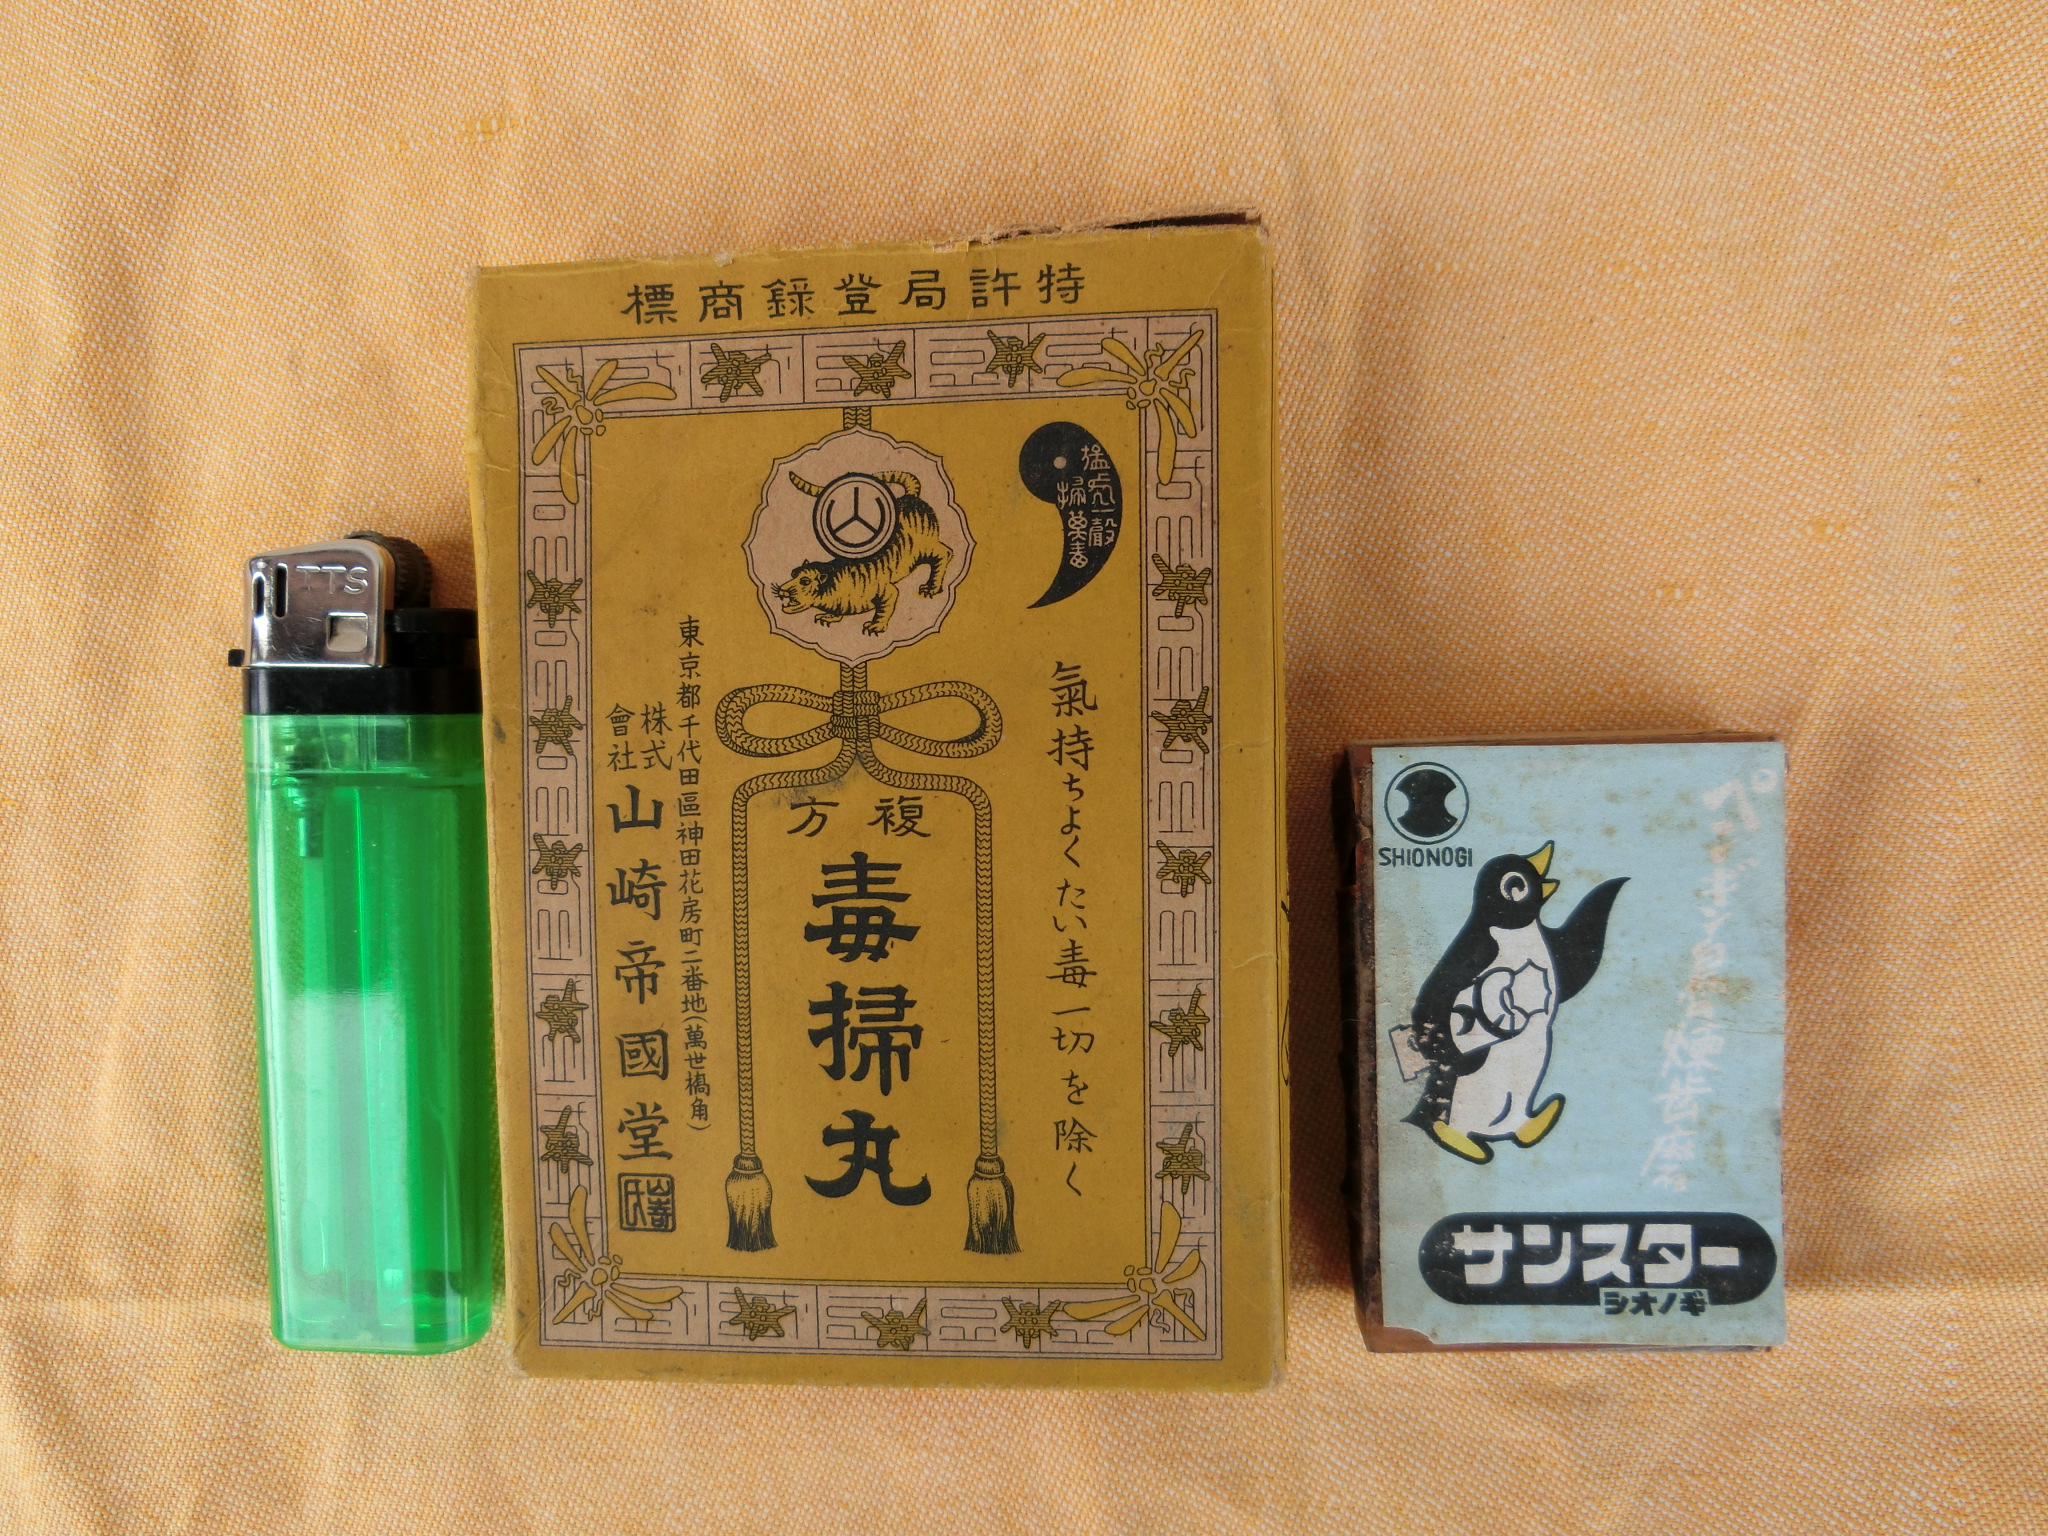 TTS
特許局登録商標
猛虎一聲
掃萬毒
氣持ちよくたい毒一切を除く
複方
毒掃丸
東京都千代田區神田花房町二番地(萬世橋角)
株式會社
山崎帝國堂
SHIONOGI
サンスター
シオノギ